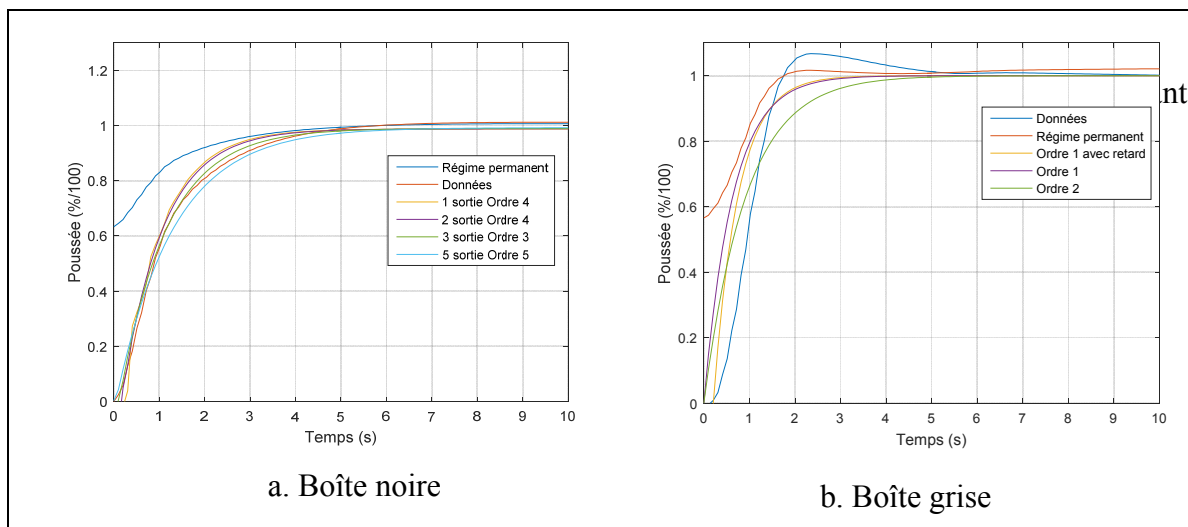 1.2
1
0.8
0.6
0.4
0.2
0
Poussée (%/100)
0 1 2 3 4 5 6 7 8 9 10
Temps (s)
Régime permanent
Données
1 sortie Ordre 4
2 sortie Ordre 4
3 sortie Ordre 3
5 sortie Ordre 5
a. Boîte noire
1
0.8
0.6
0.4
0.2
0
Poussée (%/100)
0 1 2 3 4 5 6 7 8 9 10
Temps (s)
Données
Régime permanent
Ordre 1 avec retard
Ordre 1
Ordre 2
b. Boîte grise